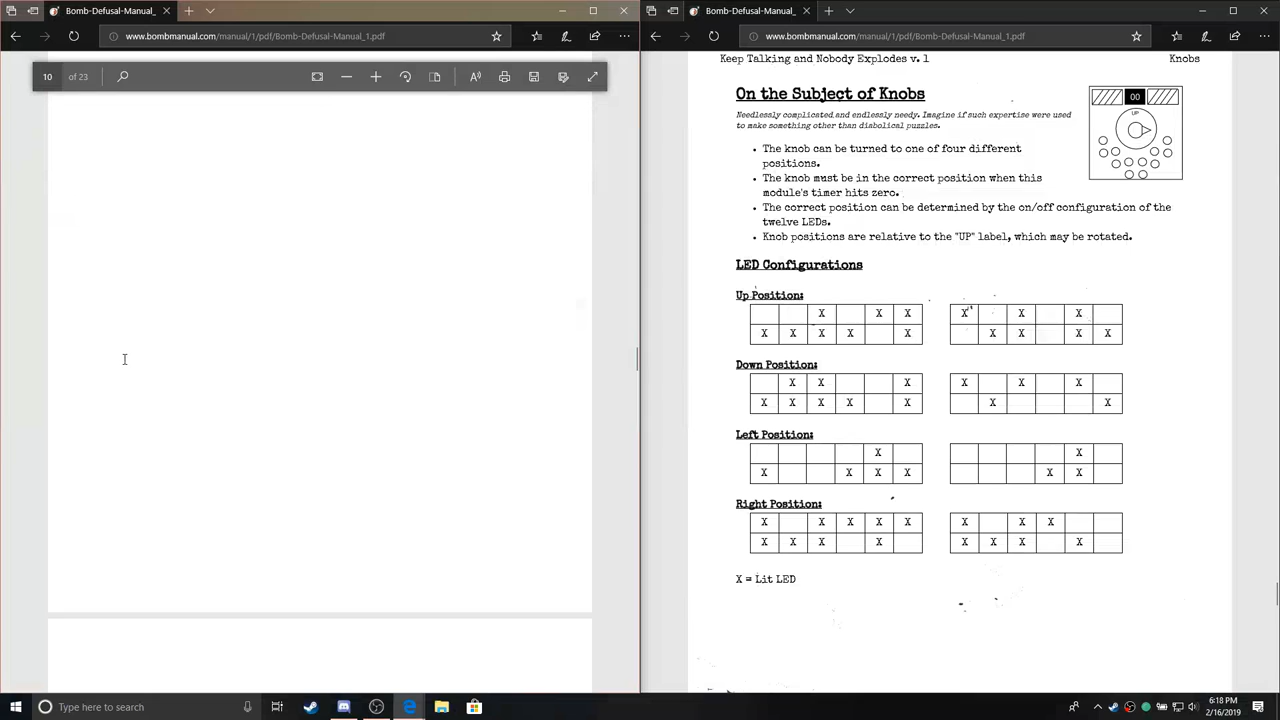 Bomb-Defusal-Manual_1.p
www.bombmanual.com/manual/1/pdf/Bomb-Defusal-Manual_1.pdf
10 of 23
Type here to search
Bomb-Defusal-Manual_1.p
www.bombmanual.com/manual/1/pdf/Bomb-Defusal-Manual_1.pdf
Keep Talking and Nobody Explodes v. 1
Knobs
On the Subject of Knobs
00
UP
Needlessly complicated and endlessly needy. Imagine if such expertise were used
to make something other than diabolical puzzles.
• The knob can be turned to one of four different
positions.
• The knob must be in the correct position when this
module's timer hits zero.
• The correct position can be determined by the on/off configuration of the
twelve LEDs.
• Knob positions are relative to the "UP" label, which may be rotated.
LED Configurations
Up Position:
X X X X X X
X X X X X X X X X
Down Position:
X X X X X X
X X X X X X X
Left Position:
X X
X X X X X X
Right Position:
X X X X X X X X
X X X X X X X X
X = Lit LED
6:18 PM
2/16/2019